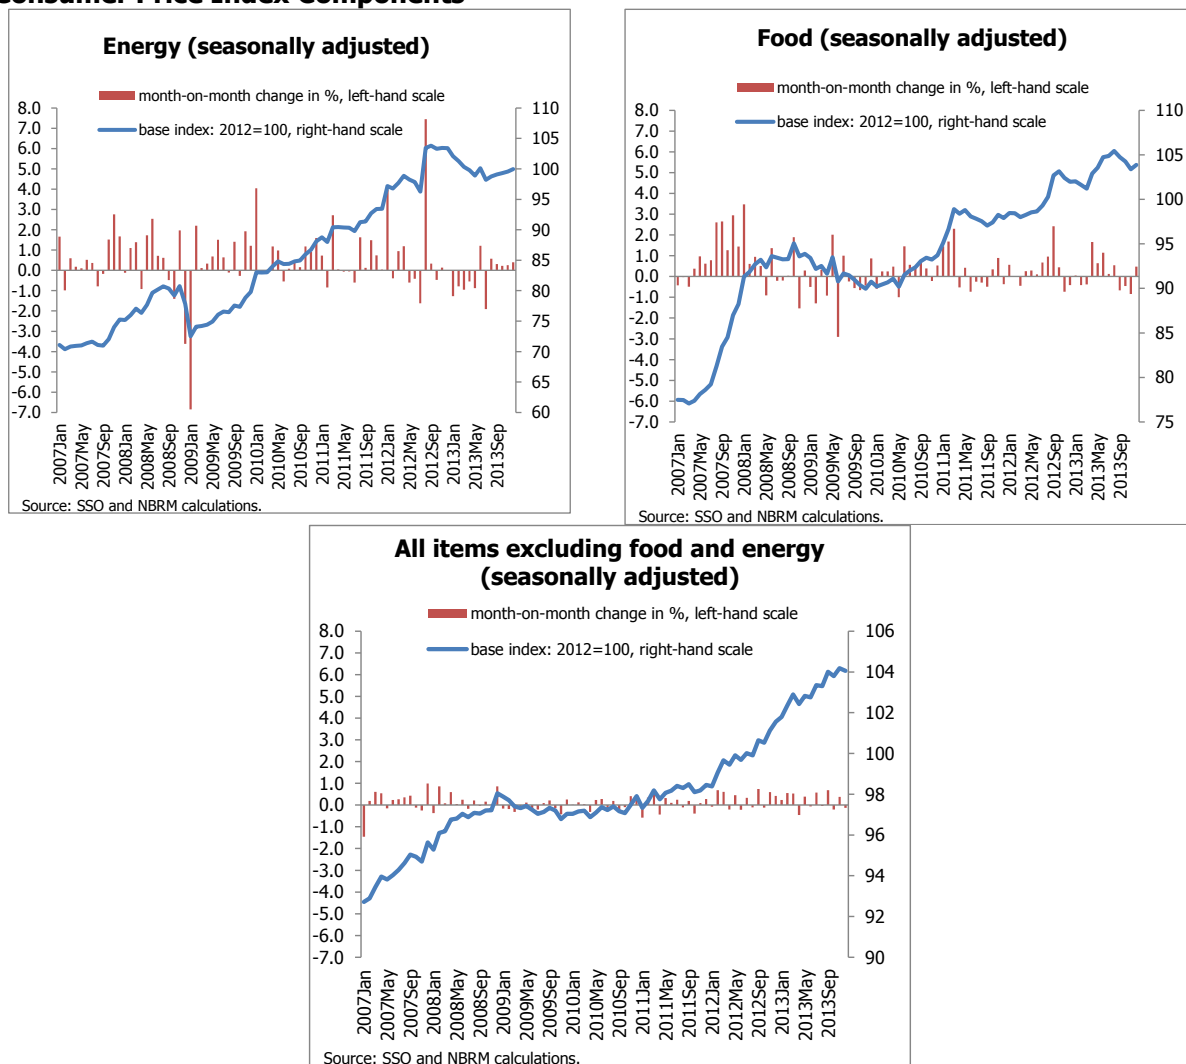 Consumer Price Index Components
Energy (seasonally adjusted)
month-on-month change in %, left-hand scale
base index: 2012=100, right-hand scale
8.0
7.0
6.0
5.0
4.0
3.0
2.0
1.0
0.0
-1.0
-2.0
-3.0
-4.0
-5.0
-6.0
-7.0
110
105
100
95
90
85
80
75
70
65
60
2007Jan
2007May
2007Sep
2008Jan
2008May
2008Sep
2009Jan
2009May
2009Sep
2010Jan
2010May
2010Sep
2011Jan
2011May
2011Sep
2012Jan
2012May
2012Sep
2013Jan
2013May
2013Sep
Source: SSO and NBRM calculations.
Food (seasonally adjusted)
month-on-month change in %, left-hand scale
base index: 2012=100, right-hand scale
8.0
7.0
6.0
5.0
4.0
3.0
2.0
1.0
0.0
-1.0
-2.0
-3.0
-4.0
-5.0
-6.0
-7.0
110
105
100
95
90
85
80
75
2007Jan
2007May
2007Sep
2008Jan
2008May
2008Sep
2009Jan
2009May
2009Sep
2010Jan
2010May
2010Sep
2011Jan
2011May
2011Sep
2012Jan
2012May
2012Sep
2013Jan
2013May
2013Sep
Source: SSO and NBRM calculations.
All items excluding food and energy
(seasonally adjusted)
month-on-month change in %, left-hand scale
base index: 2012=100, right-hand scale
8.0
7.0
6.0
5.0
4.0
3.0
2.0
1.0
0.0
-1.0
-2.0
-3.0
-4.0
-5.0
-6.0
-7.0
106
104
102
100
98
96
94
92
90
2007Jan
2007May
2007Sep
2008Jan
2008May
2008Sep
2009Jan
2009May
2009Sep
2010Jan
2010May
2010Sep
2011Jan
2011May
2011Sep
2012Jan
2012May
2012Sep
2013Jan
2013May
2013Sep
Source: SSO and NBRM calculations.